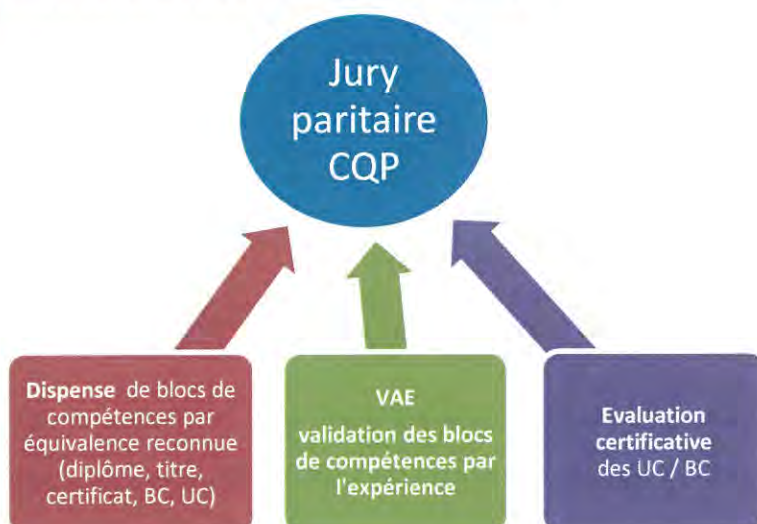 Jury
paritaire
CQP
Dispense de blocs de
compétences par
équivalence reconnue
(diplôme, titre,
certificat, BC, UC)
VAE
validation des blocs
de compétences par
l'expérience
Evaluation
certificative
des UC / BC